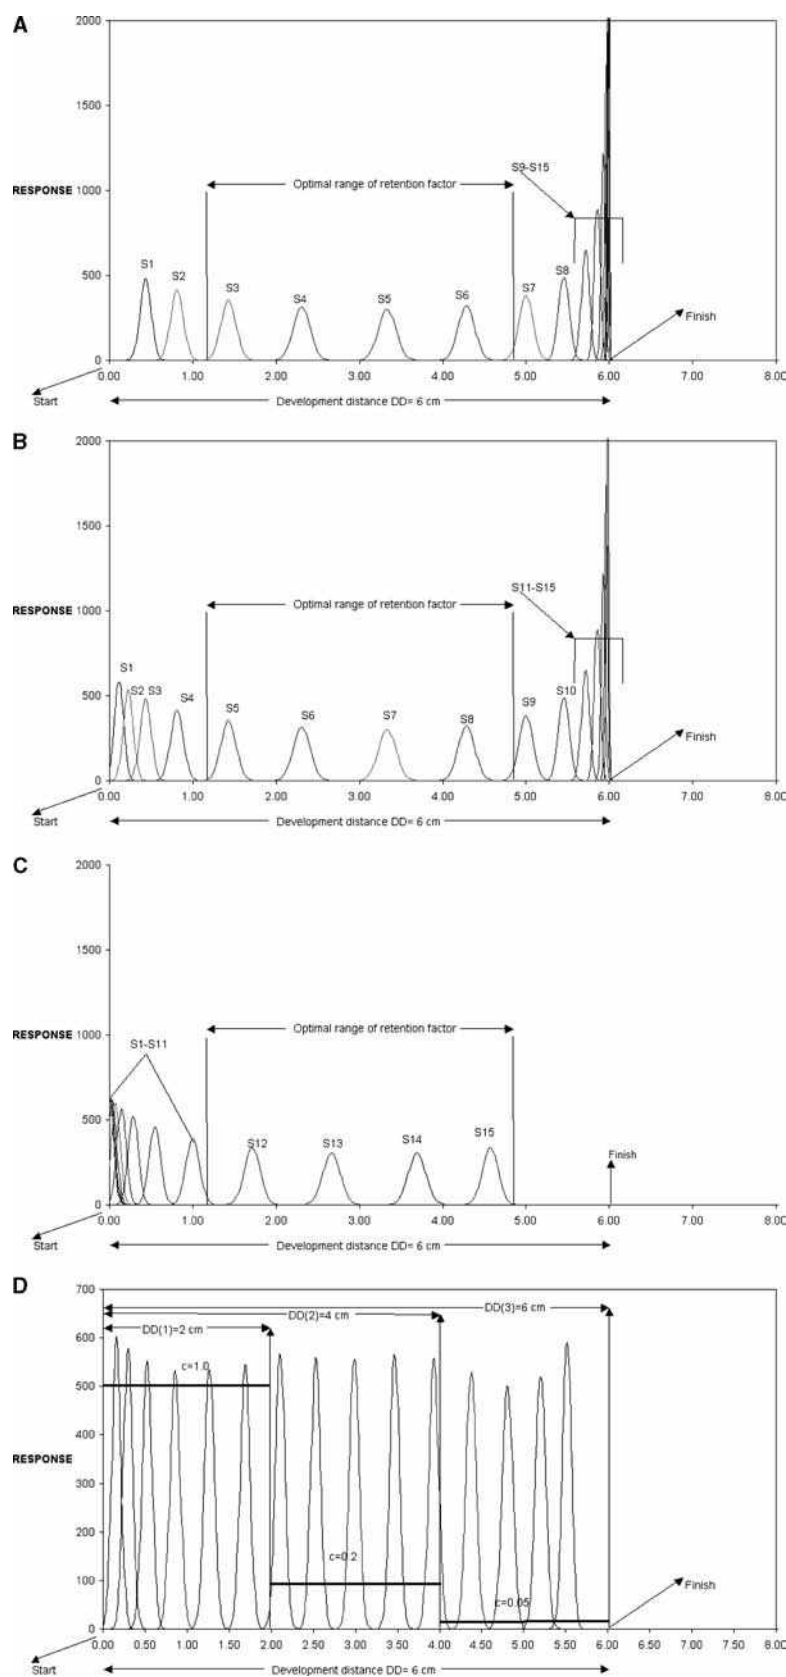 A
2000
1500
S9-S15
Optimal range of retention factor
RESPONSE 1000
500
S1
S2
S3
S4
S5
S6
S7
S8
Finish
0
0.00 1.00 2.00 3.00 4.00 5.00 6.00 7.00 8.00
Start
Development distance DD= 6 cm
B
2000
1500
S11-S15
Optimal range of retention factor
RESPONSE 1000
500
S1
S2 S3
S4
S5
S6
S7
S8
S9
S10
Finish
0
0.00 1.00 2.00 3.00 4.00 5.00 6.00 7.00 8.00
Start
Development distance DD= 6 cm
C
2000
1500
Optimal range of retention factor
RESPONSE 1000
S1-S11
500
S12
S13
S14
S15
Finish
0
0.00 1.00 2.00 3.00 4.00 5.00 6.00 7.00 8.00
Start
Development distance DD= 6 cm
D
700
DD(3)=6 cm
DD(2)=4 cm
DD(1)=2 cm
600
c=1.0
500
400
RESPONSE
300
200
c=0.2
100
c=0.05
Finish
0
0.00 0.50 1.00 1.50 2.00 2.50 3.00 3.50 4.00 4.50 5.00 5.50 6.00 6.50 7.00 7.50 8.00
Start
Development distance DD= 6 cm